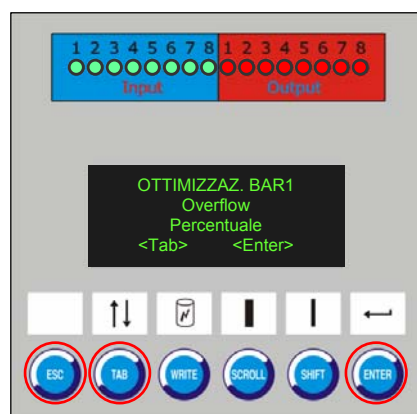 1 2 3 4 5 6 7 8 1 2 3 4 5 6 7 8
Input Output
OTTIMIZZAZ. BAR1
Overflow
Percentuale
<Tab> <Enter>
ESC TAB WRITE SCROLL SHIFT ENTER